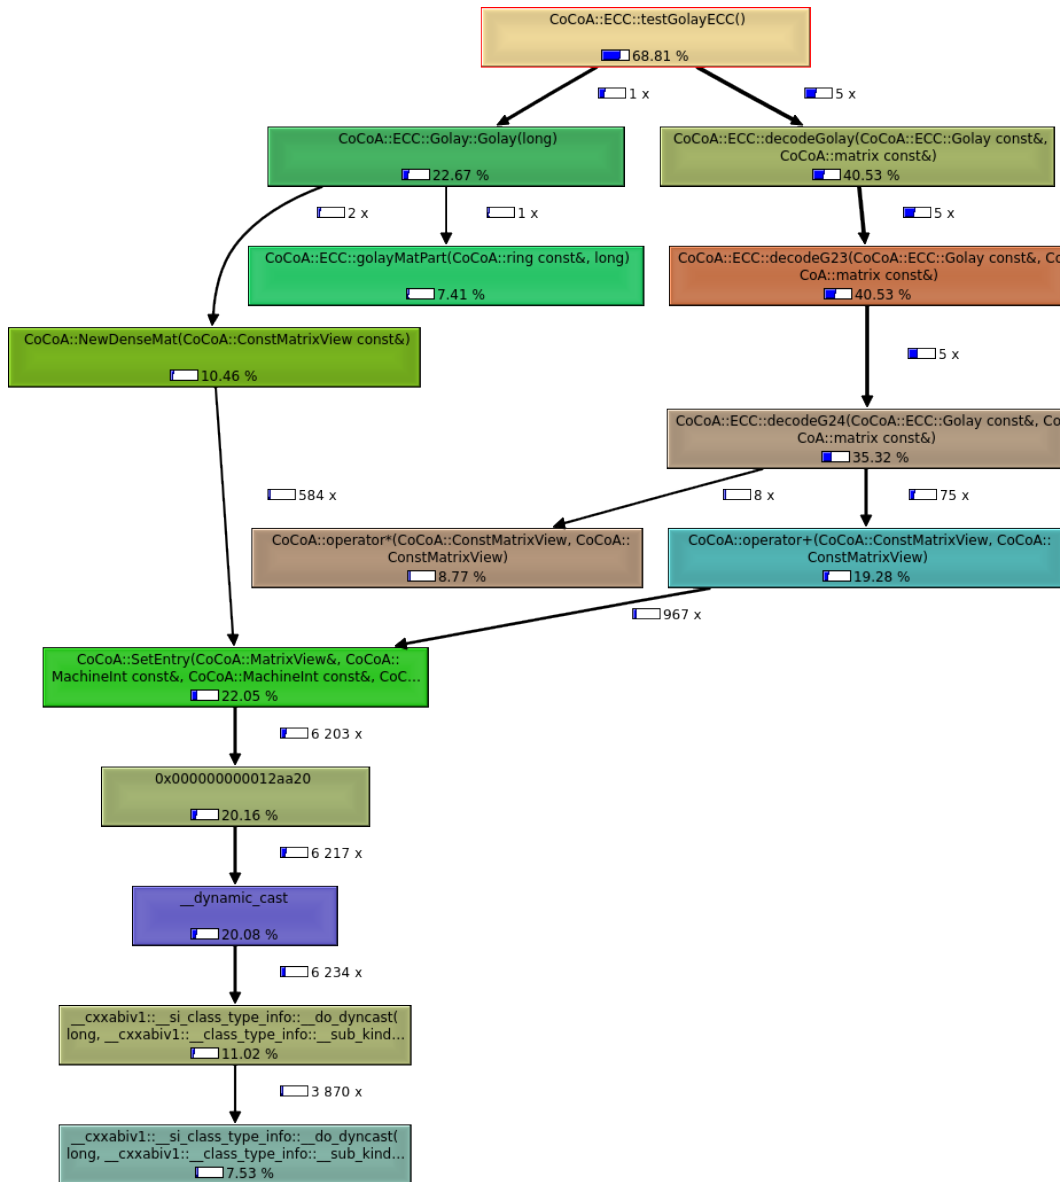 CoCoA::ECC::testGolayECC()
68.81 %
1 x
5 x
CoCoA::ECC::Golay::Golay(long)
22.67 %
CoCoA::ECC::decodeGolay(CoCoA::ECC::Golay const&,
CoCoA::matrix const&)
40.53 %
2 x
1 x
5 x
CoCoA::ECC::golayMatPart(CoCoA::ring const&, long)
7.41 %
CoCoA::ECC::decodeG23(CoCoA::ECC::Golay const&, Co
CoA::matrix const&)
40.53 %
CoCoA::NewDenseMat(CoCoA::ConstMatrixView const&)
10.46 %
5 x
CoCoA::ECC::decodeG24(CoCoA::ECC::Golay const&, Co
CoA::matrix const&)
35.32 %
584 x
8 x
75 x
CoCoA::operator*(CoCoA::ConstMatrixView, CoCoA::
ConstMatrixView)
8.77 %
CoCoA::operator+(CoCoA::ConstMatrixView, CoCoA::
ConstMatrixView)
19.28 %
967 x
CoCoA::SetEntry(CoCoA::MatrixView&, CoCoA::
MachineInt const&, CoCoA::MachineInt const&, CoC...
22.05 %
6 203 x
0x000000000012aa20
20.16 %
6 217 x
__dynamic_cast
20.08 %
6 234 x
__cxxabiv1::__si_class_type_info::__do_dyncast(
long, __cxxabiv1::__class_type_info::__sub_kind...
11.02 %
3 870 x
__cxxabiv1::__si_class_type_info::__do_dyncast(
long, __cxxabiv1::__class_type_info::__sub_kind...
7.53 %